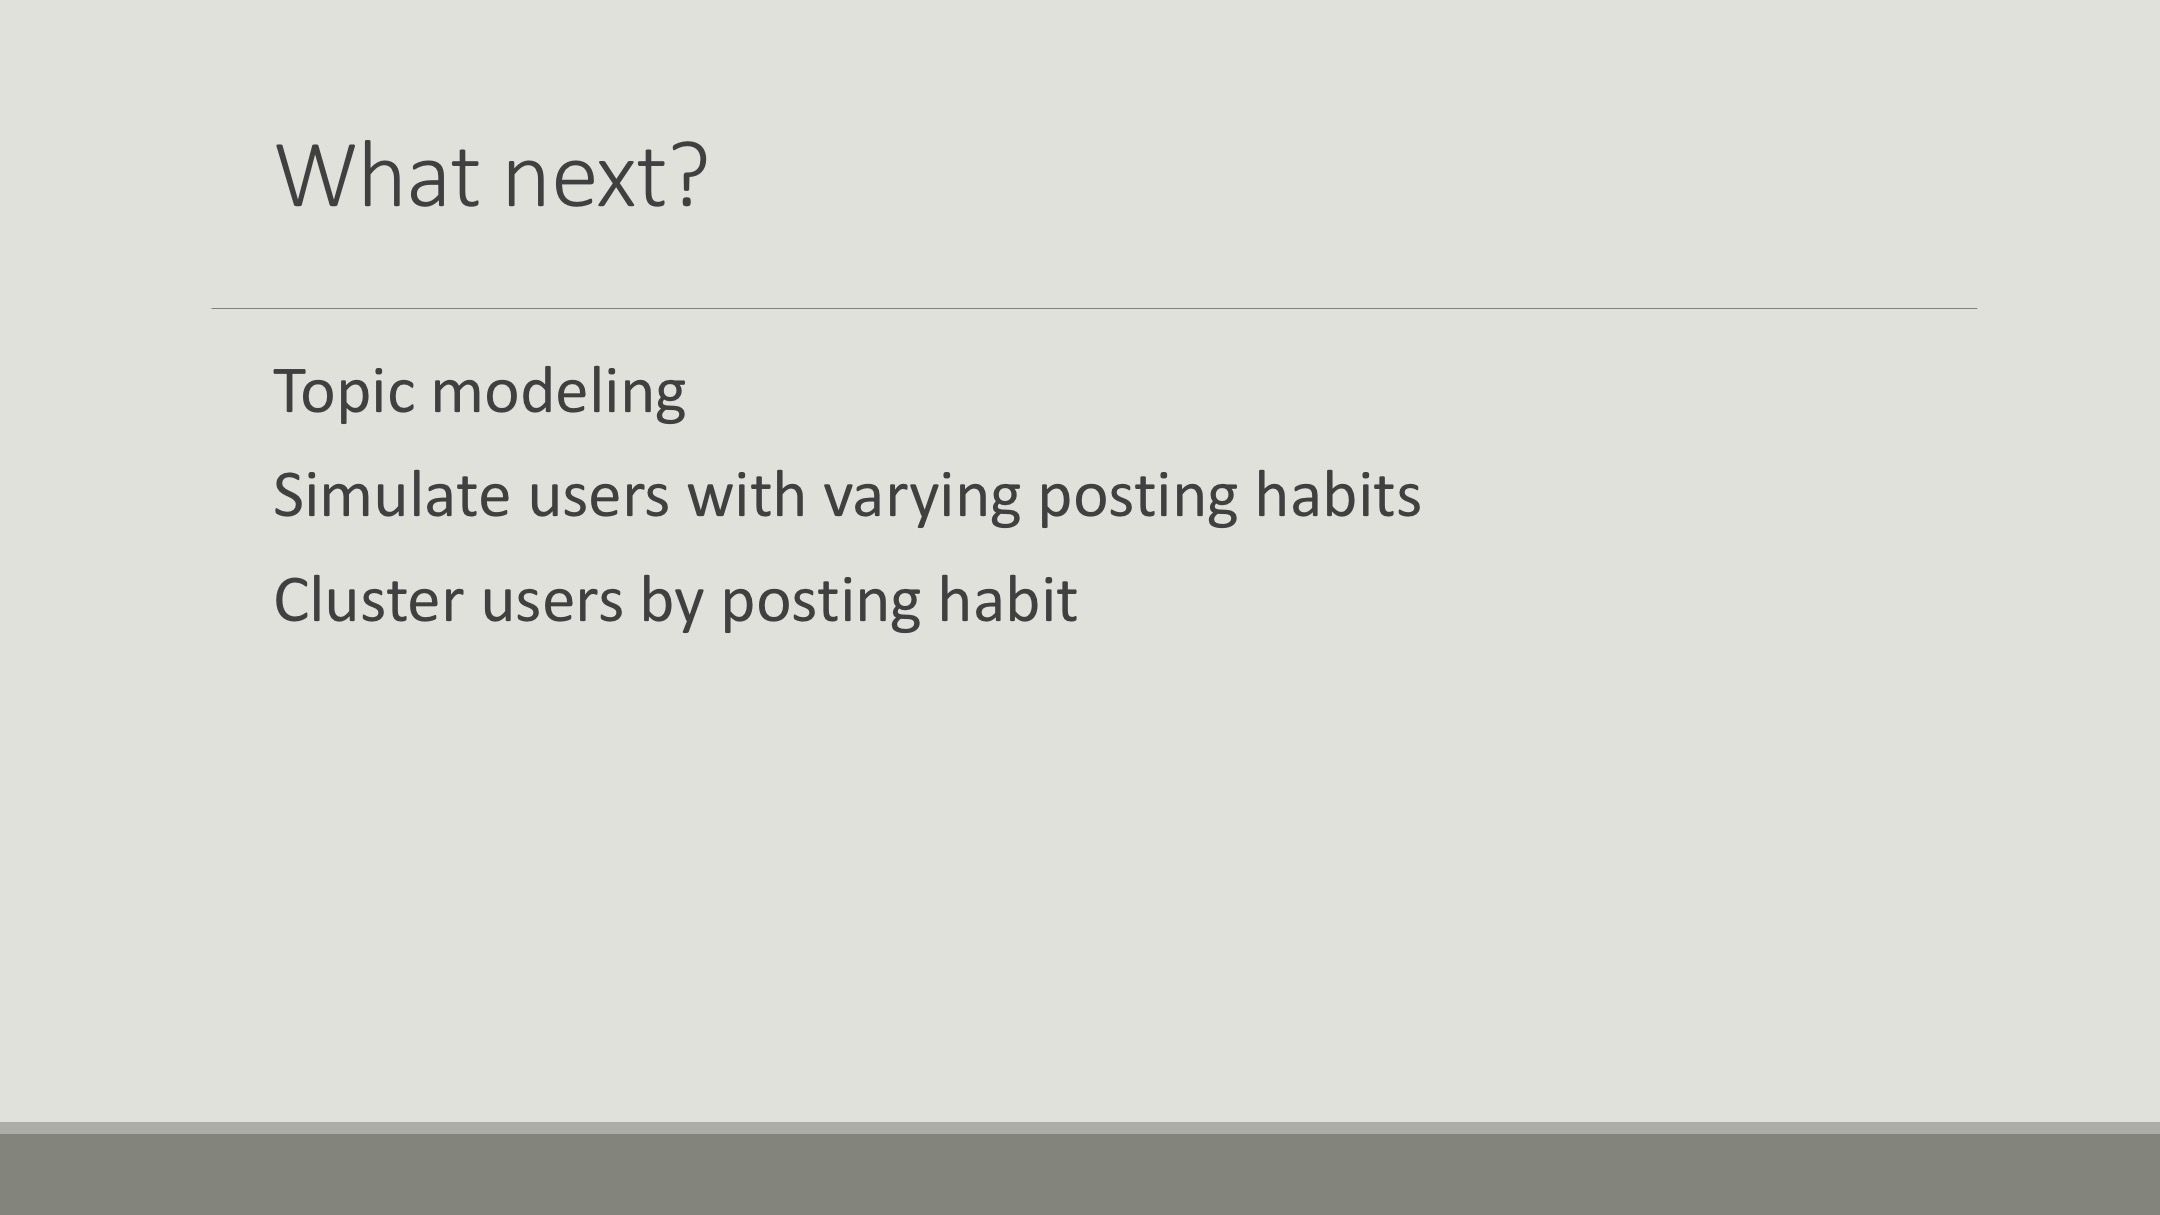 What next?
Topic modeling
Simulate users with varying posting habits
Cluster users by posting habit